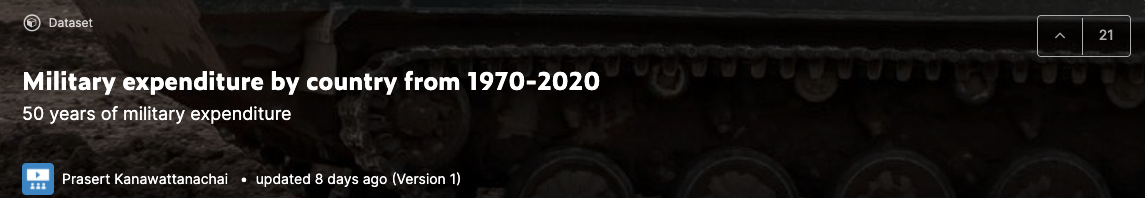 Dataset
21
Military expenditure by country from 1970-2020
50 years of military expenditure
Prasert Kanawattanachai • updated 8 days ago (Version 1)